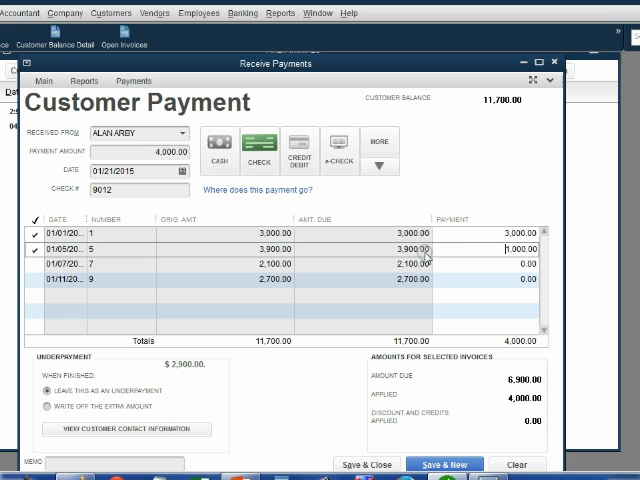 Accountant Company Customers Vendors Employees Banking Reports Window Help
Customer Balance Detail Open Invoices
Receive Payments
Main Reports Payments
Customer Payment
CUSTOMER BALANCE 11,700.00
RECEIVED FROM ALAN ARBY
PAYMENT AMOUNT 4,000.00
DATE 01/21/2015
CHECK # 9012
CASH CHECK CREDIT DEBIT e-CHECK MORE
Where does this payment go?
DATE NUMBER ORIG. AMT. AMT. DUE PAYMENT
01/01/20... 1 3,000.00 3,000.00 3,000.00
01/05/20... 5 3,900.00 3,900.00 1,000.00
01/07/20... 7 2,100.00 2,100.00 0.00
01/11/20... 9 2,700.00 2,700.00 0.00
Totals 11,700.00 11,700.00 4,000.00
UNDERPAYMENT
$ 2,900.00.
WHEN FINISHED:
LEAVE THIS AS AN UNDERPAYMENT
WRITE OFF THE EXTRA AMOUNT
VIEW CUSTOMER CONTACT INFORMATION
AMOUNTS FOR SELECTED INVOICES
AMOUNT DUE 6,900.00
APPLIED 4,000.00
DISCOUNT AND CREDITS APPLIED 0.00
MEMO
Save & Close Save & New Clear